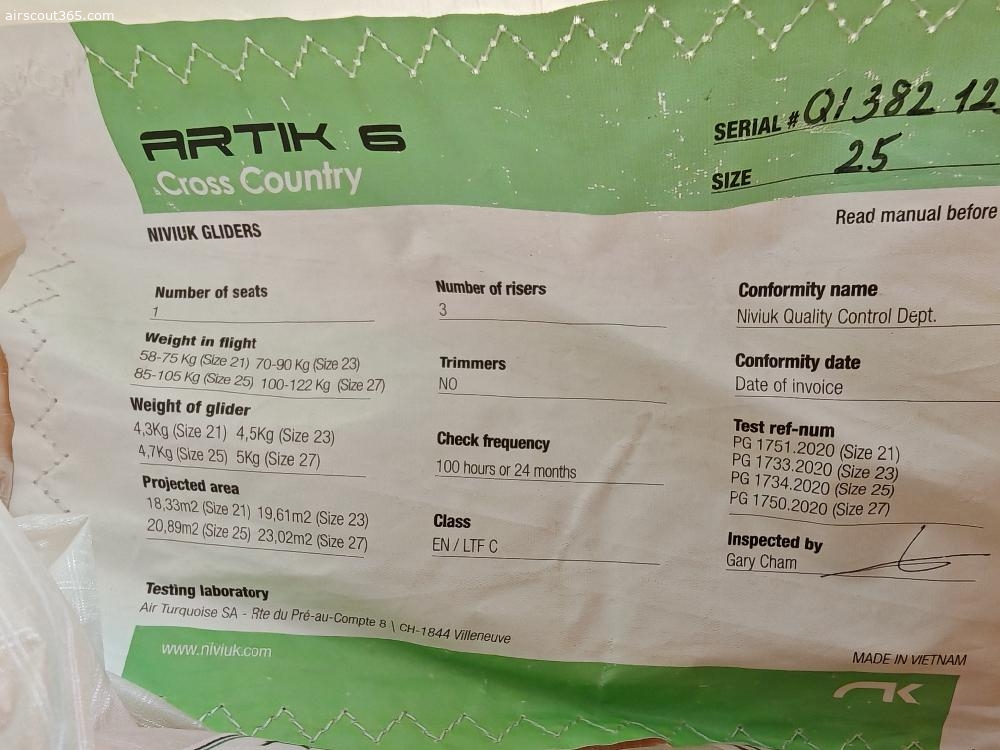 airscout365.com
ARTIK 6
Cross Country
SERIAL # Q1382 12
SIZE 25
Read manual before
NIVIUK GLIDERS
Number of seats
1
Weight in flight
58-75 Kg (Size 21) 70-90 Kg (Size 23)
85-105 Kg (Size 25) 100-122 Kg (Size 27)
Weight of glider
4,3Kg (Size 21) 4,5Kg (Size 23)
4,7Kg (Size 25) 5Kg (Size 27)
Projected area
18,33m2 (Size 21) 19,61m2 (Size 23)
20,89m2 (Size 25) 23,02m2 (Size 27)
Number of risers
3
Trimmers
NO
Check frequency
100 hours or 24 months
Class
EN / LTF C
Conformity name
Niviuk Quality Control Dept.
Conformity date
Date of invoice
Test ref-num
PG 1751.2020 (Size 21)
PG 1733.2020 (Size 23)
PG 1734.2020 (Size 25)
PG 1750.2020 (Size 27)
Inspected by
Gary Cham
Testing laboratory
Air Turquoise SA - Rte du Pré-au-Compte 8 \ CH-1844 Villeneuve
www.niviuk.com
MADE IN VIETNAM